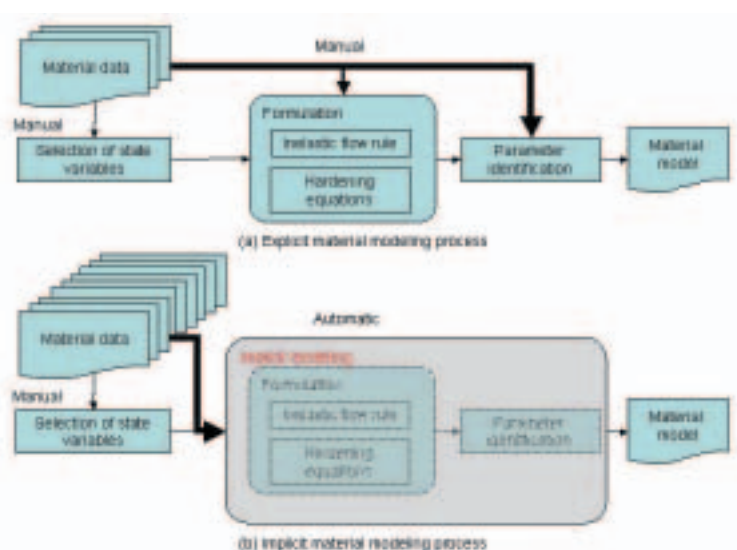 Manual
Material data
Manual
Formulation
Inelastic flow rule
Hardening
equations
Selection of state
variables
Parameter
identification
Material
model
(a) Explicit material modeling process
Automatic
Material data
Manual
Formulation
Inelastic flow rule
Hardening
equations
Selection of state
variables
Parameter
identification
Material
model
(b) Implicit material modeling process